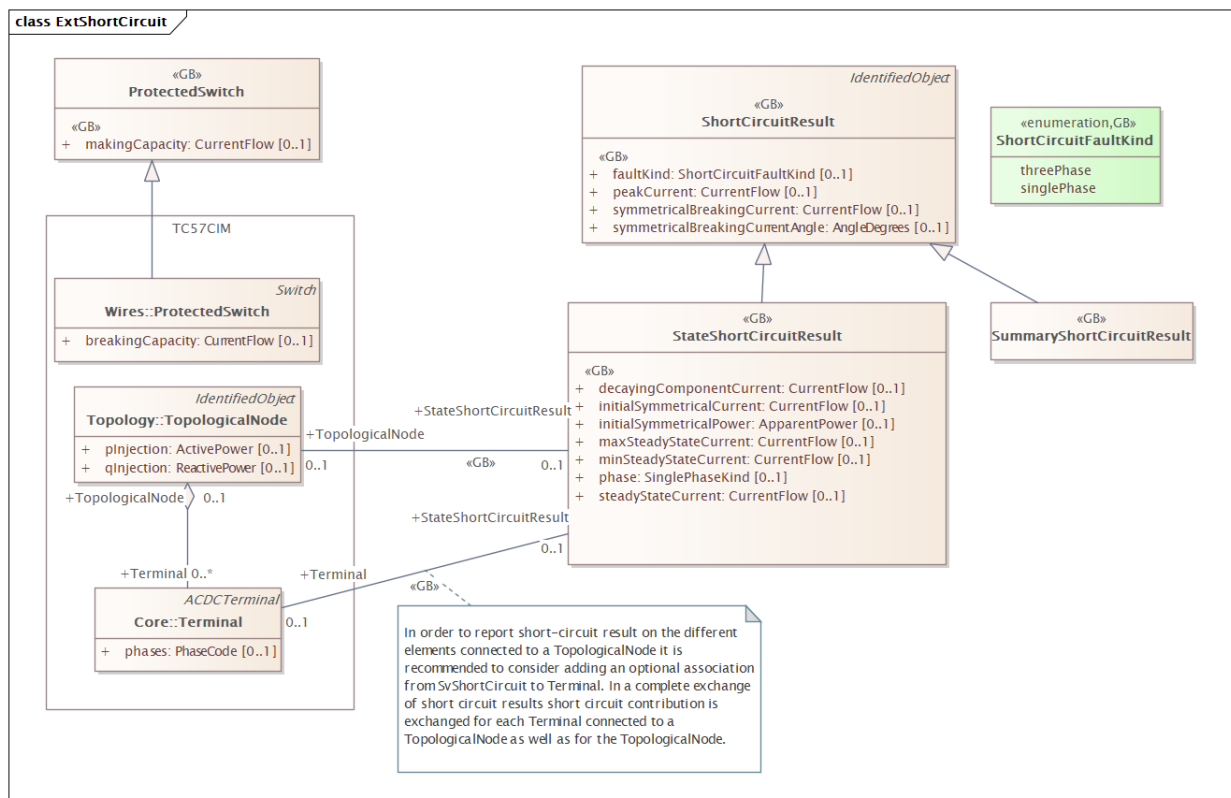 class ExtShortCircuit
«GB»
ProtectedSwitch
«GB»
+ makingCapacity: CurrentFlow [0..1]
TC57CIM
Switch
Wires::ProtectedSwitch
+ breakingCapacity: CurrentFlow [0..1]
IdentifiedObject
Topology::TopologicalNode
+ pInjection: ActivePower [0..1]
+ qInjection: ReactivePower [0..1]
+TopologicalNode 0..1
+Terminal 0..*
ACDCTerminal
Core::Terminal
+ phases: PhaseCode [0..1]
+StateShortCircuitResult
+TopologicalNode
0..1
«GB»
0..1
+StateShortCircuitResult
0..1
+Terminal
«GB»
0..1
IdentifiedObject
«GB»
ShortCircuitResult
«GB»
+ faultKind: ShortCircuitFaultKind [0..1]
+ peakCurrent: CurrentFlow [0..1]
+ symmetricalBreakingCurrent: CurrentFlow [0..1]
+ symmetricalBreakingCurrentAngle: AngleDegrees [0..1]
«enumeration,GB»
ShortCircuitFaultKind
threePhase
singlePhase
«GB»
StateShortCircuitResult
«GB»
+ decayingComponentCurrent: CurrentFlow [0..1]
+ initialSymmetricalCurrent: CurrentFlow [0..1]
+ initialSymmetricalPower: ApparentPower [0..1]
+ maxSteadyStateCurrent: CurrentFlow [0..1]
+ minSteadyStateCurrent: CurrentFlow [0..1]
+ phase: SinglePhaseKind [0..1]
+ steadyStateCurrent: CurrentFlow [0..1]
«GB»
SummaryShortCircuitResult
In order to report short-circuit result on the different
elements connected to a TopologicalNode it is
recommended to consider adding an optional association
from SvShortCircuit to Terminal. In a complete exchange
of short circuit results short contribution is
exchanged for each Terminal connected to a
TopologicalNode as well as for the TopologicalNode.